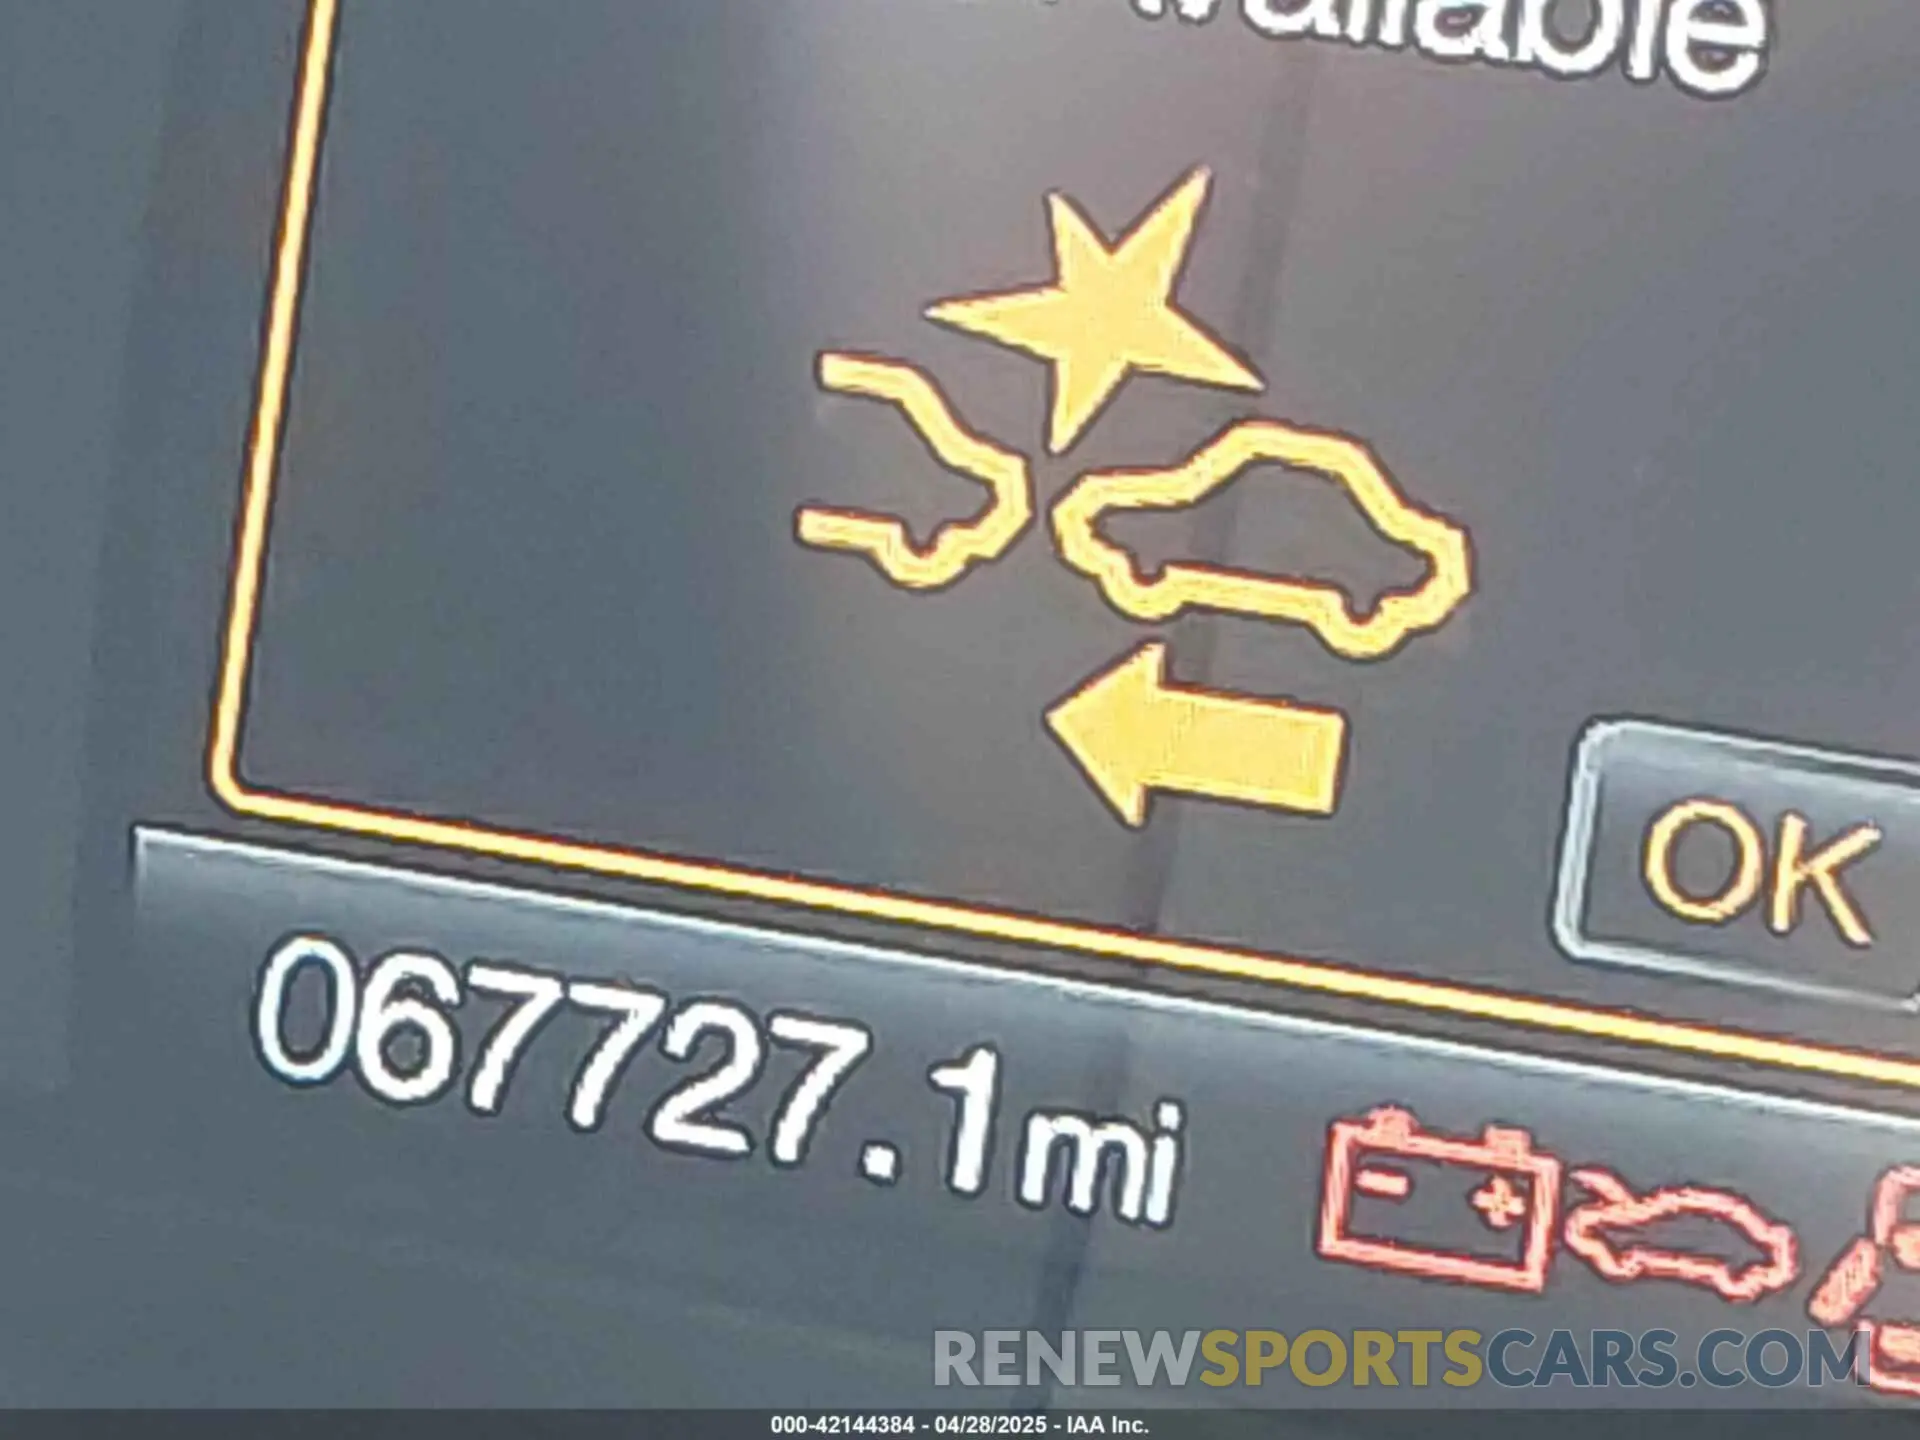 OK
067727.1mi
RENEWSPORTSCARS.COM
000-42144384 - 04/28/2025 - IAA Inc.